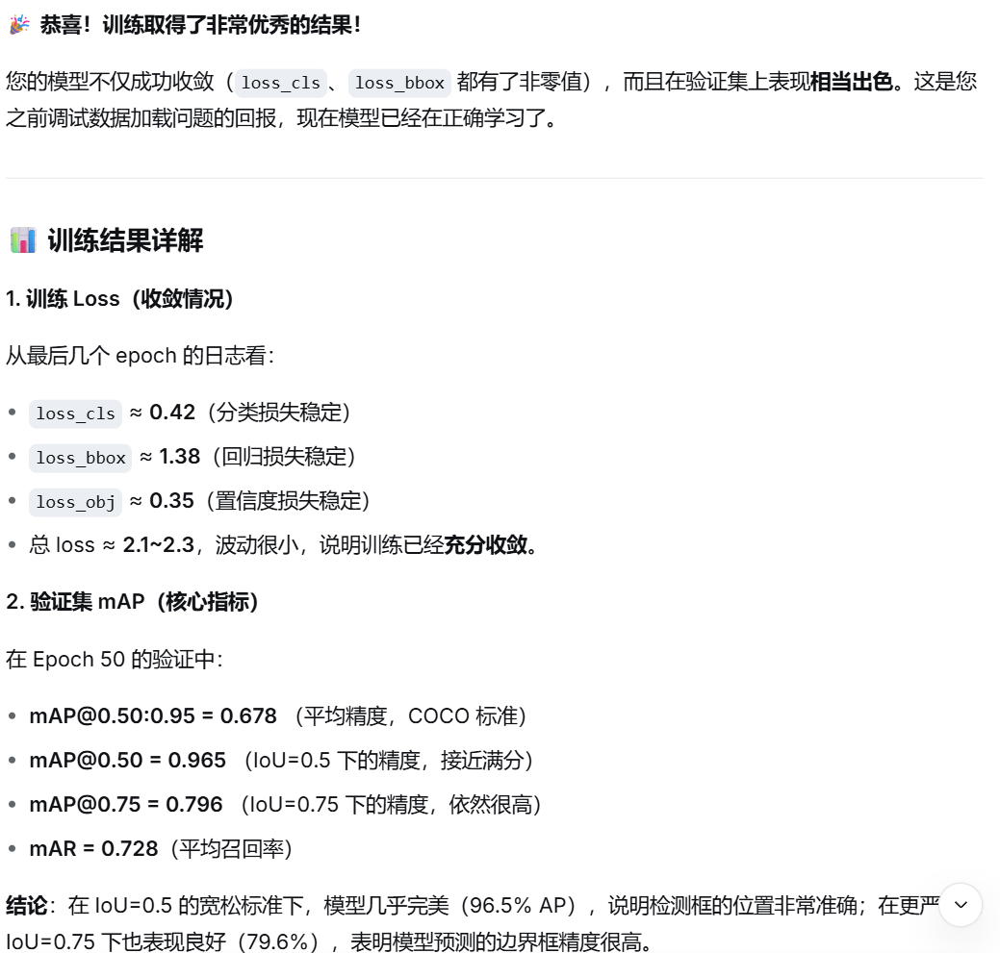 🎉 恭喜！训练取得了非常优秀的结果！
您的模型不仅成功收敛（loss_cls、loss_bbox 都有了非零值），而且在验证集上表现相当出色。这是您
之前调试数据加载问题的回报，现在模型已经在正确学习了。
📊 训练结果详解
1. 训练 Loss（收敛情况）
从最后几个 epoch 的日志看：
• loss_cls ≈ 0.42（分类损失稳定）
• loss_bbox ≈ 1.38（回归损失稳定）
• loss_obj ≈ 0.35（置信度损失稳定）
• 总 loss ≈ 2.1~2.3，波动很小，说明训练已经充分收敛。
2. 验证集 mAP（核心指标）
在 Epoch 50 的验证中：
• mAP@0.50:0.95 = 0.678 （平均精度，COCO 标准）
• mAP@0.50 = 0.965 （IoU=0.5 下的精度，接近满分）
• mAP@0.75 = 0.796 （IoU=0.75 下的精度，依然很高）
• mAR = 0.728（平均召回率）
结论：在 IoU=0.5 的宽松标准下，模型几乎完美（96.5% AP），说明检测框的位置非常准确；在更严
IoU=0.75 下也表现良好（79.6%），表明模型预测的边界框精度很高。